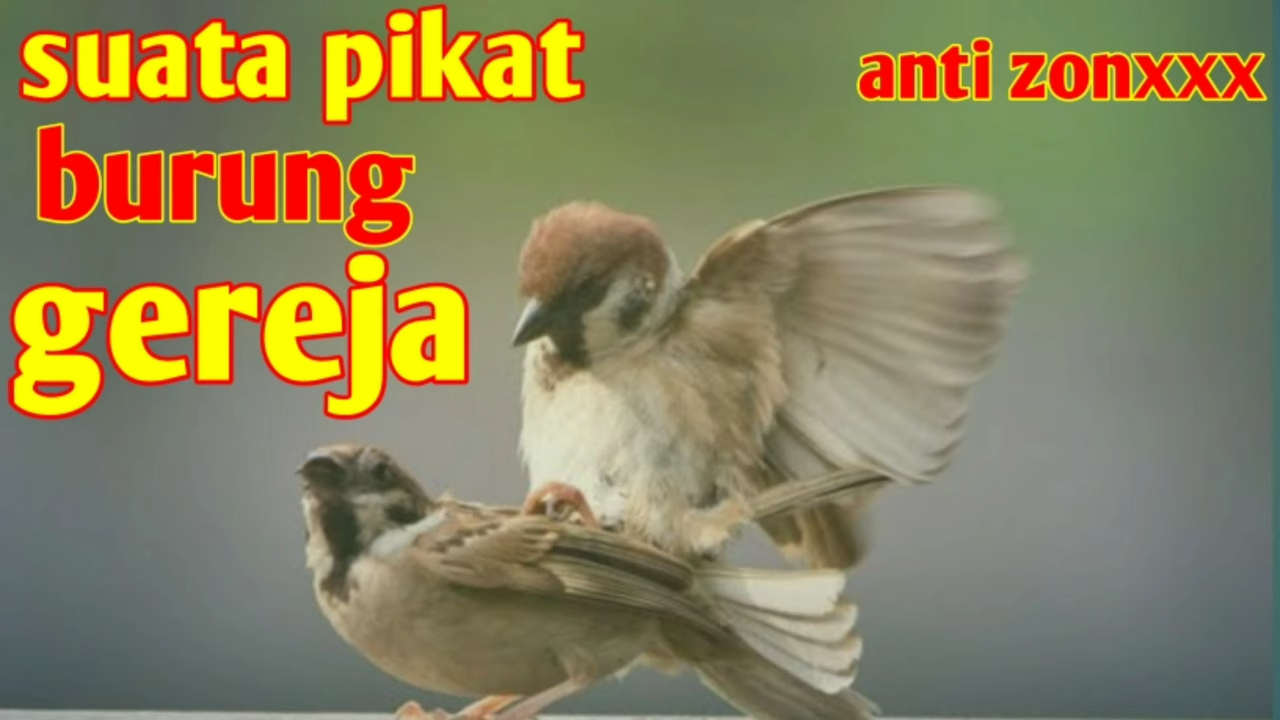 suata pikat
anti zonxxx
burung
gereja